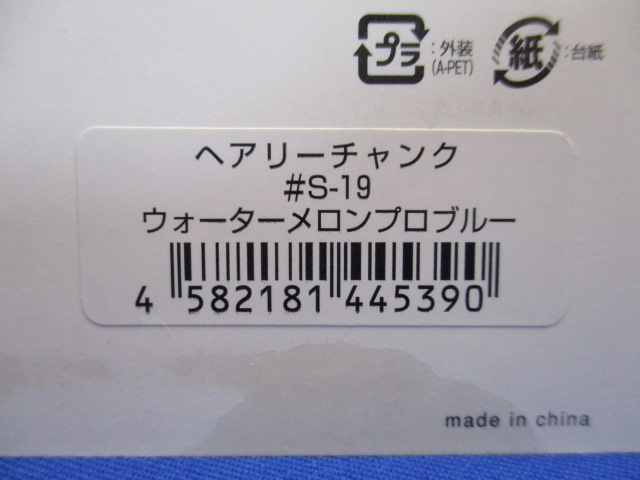 プラ :外装 (A-PET) 紙 :台紙
ヘアリーチャンク
#S-19
ウォーターメロンプロブルー
4 582181 445390
made in china